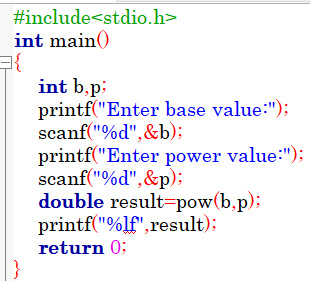 #include<stdio.h>
int main()
{
int b,p;
printf("Enter base value:");
scanf("%d",&b);
printf("Enter power value:");
scanf("%d",&p);
double result=pow(b,p);
printf("%lf",result);
return 0;
}